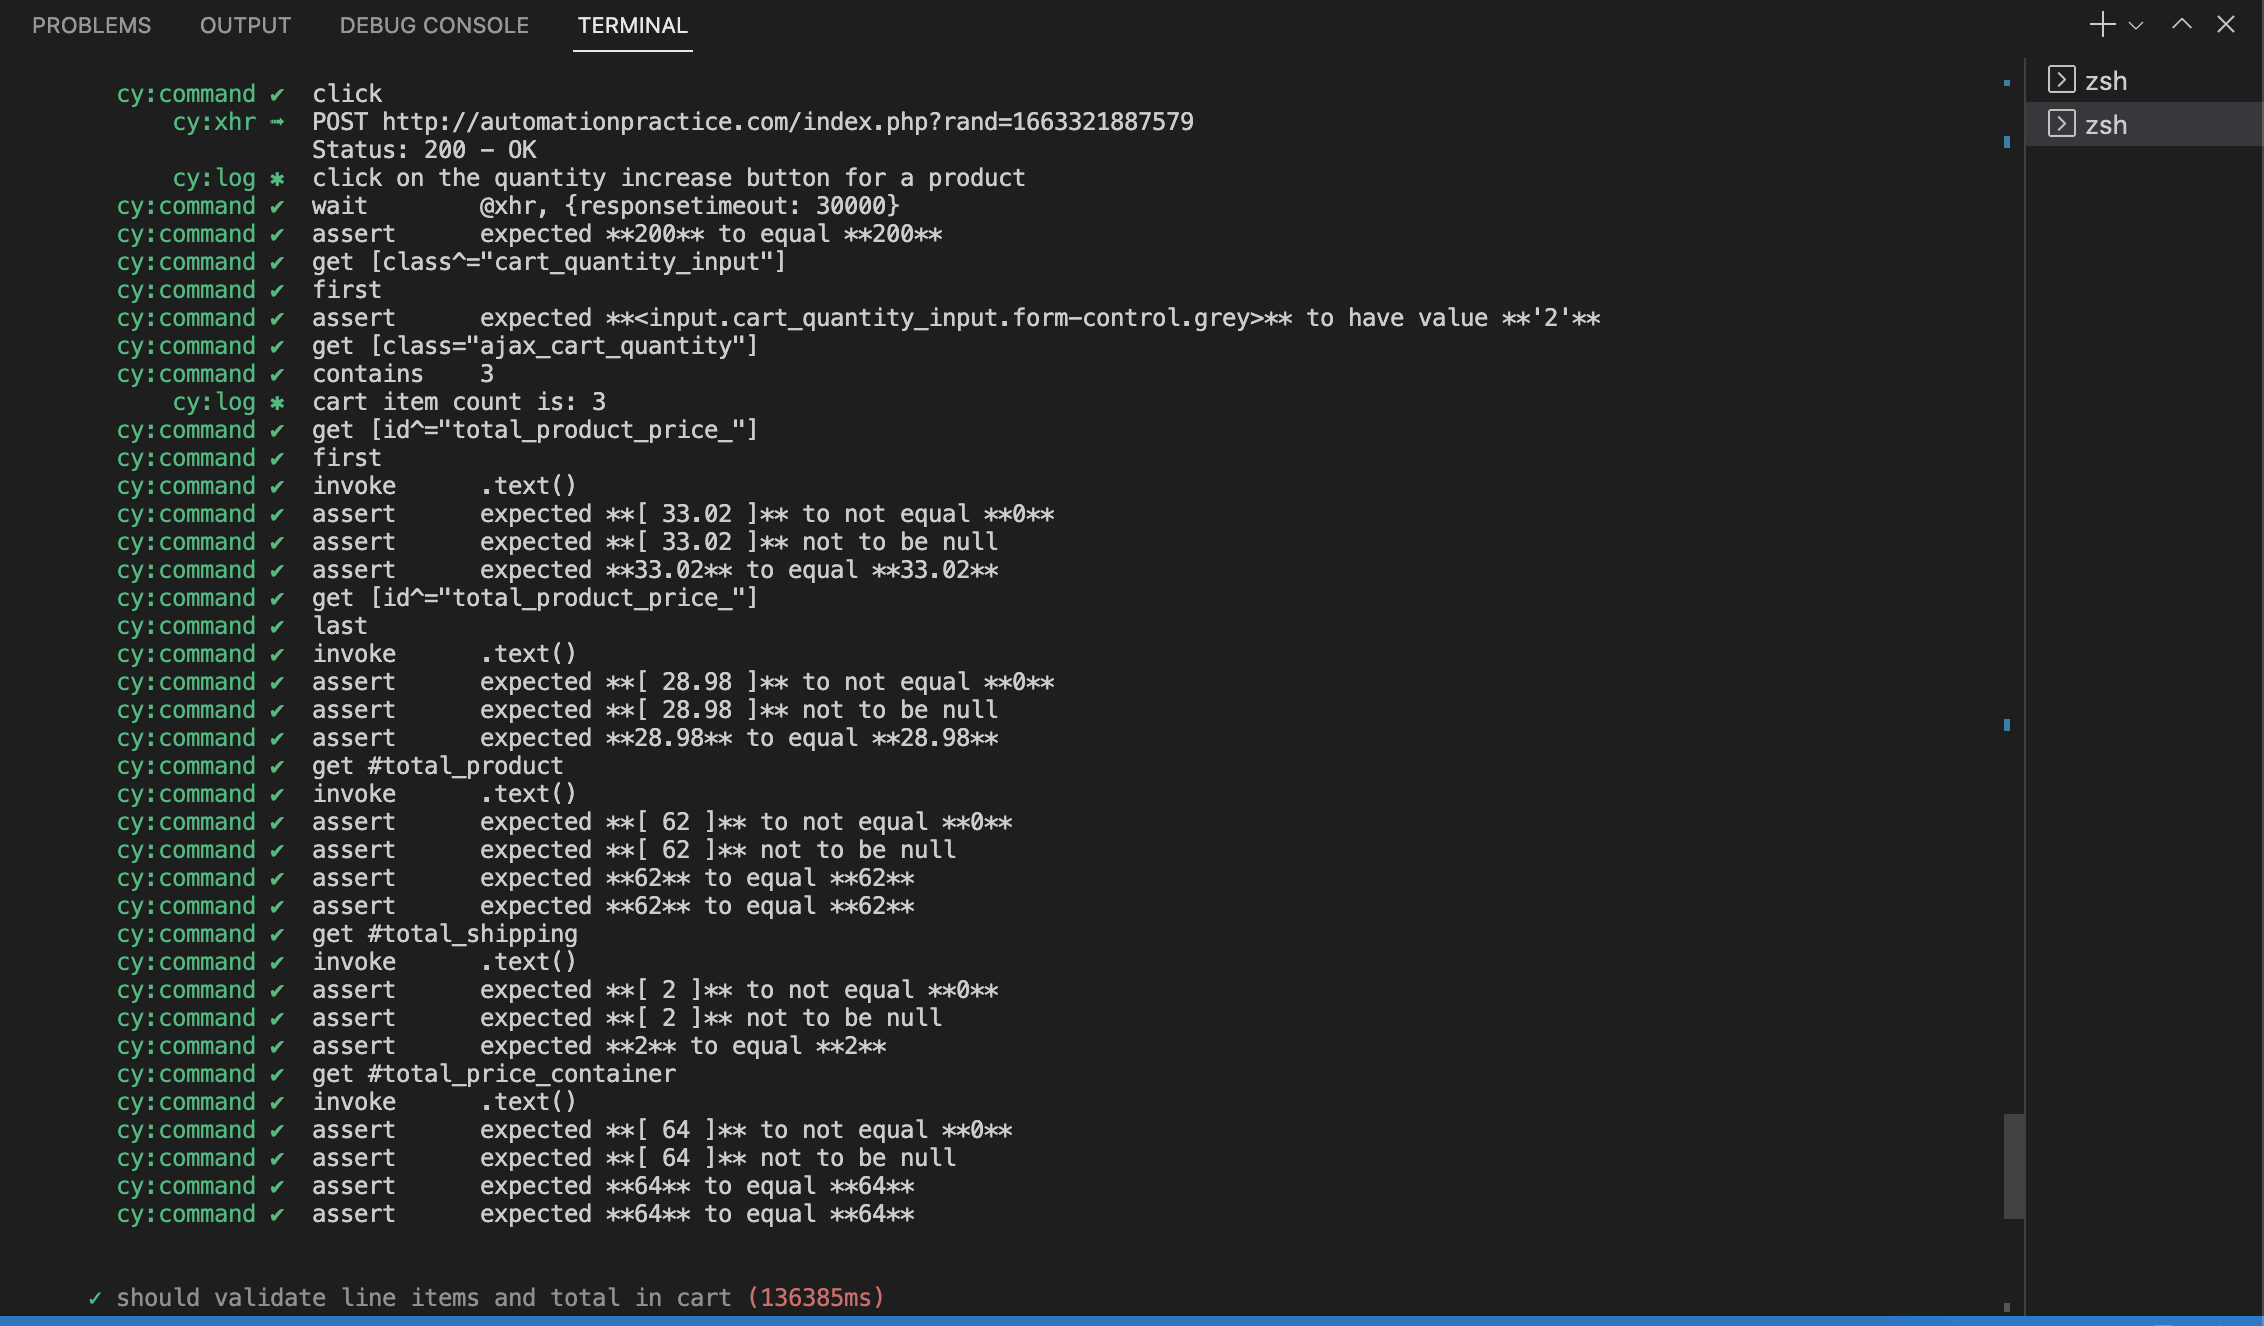 PROBLEMS OUTPUT DEBUG CONSOLE TERMINAL
zsh
zsh
cy:command ✔ click
cy:xhr ➟ POST http://automationpractice.com/index.php?rand=1663321887579
Status: 200 - OK
cy:log ✱ click on the quantity increase button for a product
cy:command ✔ wait @xhr, {responsetimeout: 30000}
cy:command ✔ assert expected **200** to equal **200**
cy:command ✔ get [class^="cart_quantity_input"]
cy:command ✔ first
cy:command ✔ assert expected **<input.cart_quantity_input.form-control.grey>** to have value **'2'**
cy:command ✔ get [class="ajax_cart_quantity"]
cy:command ✔ contains 3
cy:log ✱ cart item count is: 3
cy:command ✔ get [id^="total_product_price_"]
cy:command ✔ first
cy:command ✔ invoke .text()
cy:command ✔ assert expected **[ 33.02 ]** to not equal **0**
cy:command ✔ assert expected **[ 33.02 ]** not to be null
cy:command ✔ assert expected **33.02** to equal **33.02**
cy:command ✔ get [id^="total_product_price_"]
cy:command ✔ last
cy:command ✔ invoke .text()
cy:command ✔ assert expected **[ 28.98 ]** to not equal **0**
cy:command ✔ assert expected **[ 28.98 ]** not to be null
cy:command ✔ assert expected **28.98** to equal **28.98**
cy:command ✔ get #total_product
cy:command ✔ invoke .text()
cy:command ✔ assert expected **[ 62 ]** to not equal **0**
cy:command ✔ assert expected **[ 62 ]** not to be null
cy:command ✔ assert expected **62** to equal **62**
cy:command ✔ assert expected **62** to equal **62**
cy:command ✔ get #total_shipping
cy:command ✔ invoke .text()
cy:command ✔ assert expected **[ 2 ]** to not equal **0**
cy:command ✔ assert expected **[ 2 ]** not to be null
cy:command ✔ assert expected **2** to equal **2**
cy:command ✔ get #total_price_container
cy:command ✔ invoke .text()
cy:command ✔ assert expected **[ 64 ]** to not equal **0**
cy:command ✔ assert expected **[ 64 ]** not to be null
cy:command ✔ assert expected **64** to equal **64**
cy:command ✔ assert expected **64** to equal **64**
✓ should validate line items and total in cart (136385ms)